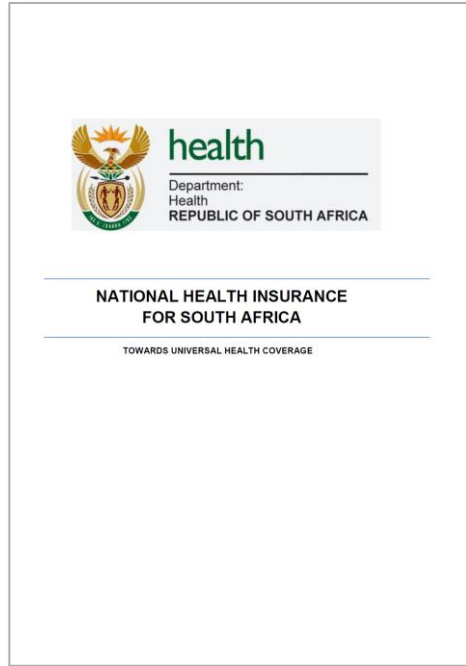 health
Department:
Health
REPUBLIC OF SOUTH AFRICA
NATIONAL HEALTH INSURANCE
FOR SOUTH AFRICA
TOWARDS UNIVERSAL HEALTH COVERAGE